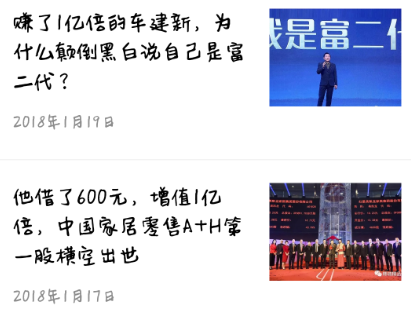 赚了1亿倍的车建新，为
什么颠倒黑白说自己是富
二代？
我是富二代
2018年1月19日
他借了600元，增值1亿
倍，中国家居零售A+H第
一股横空出世
2018年1月17日